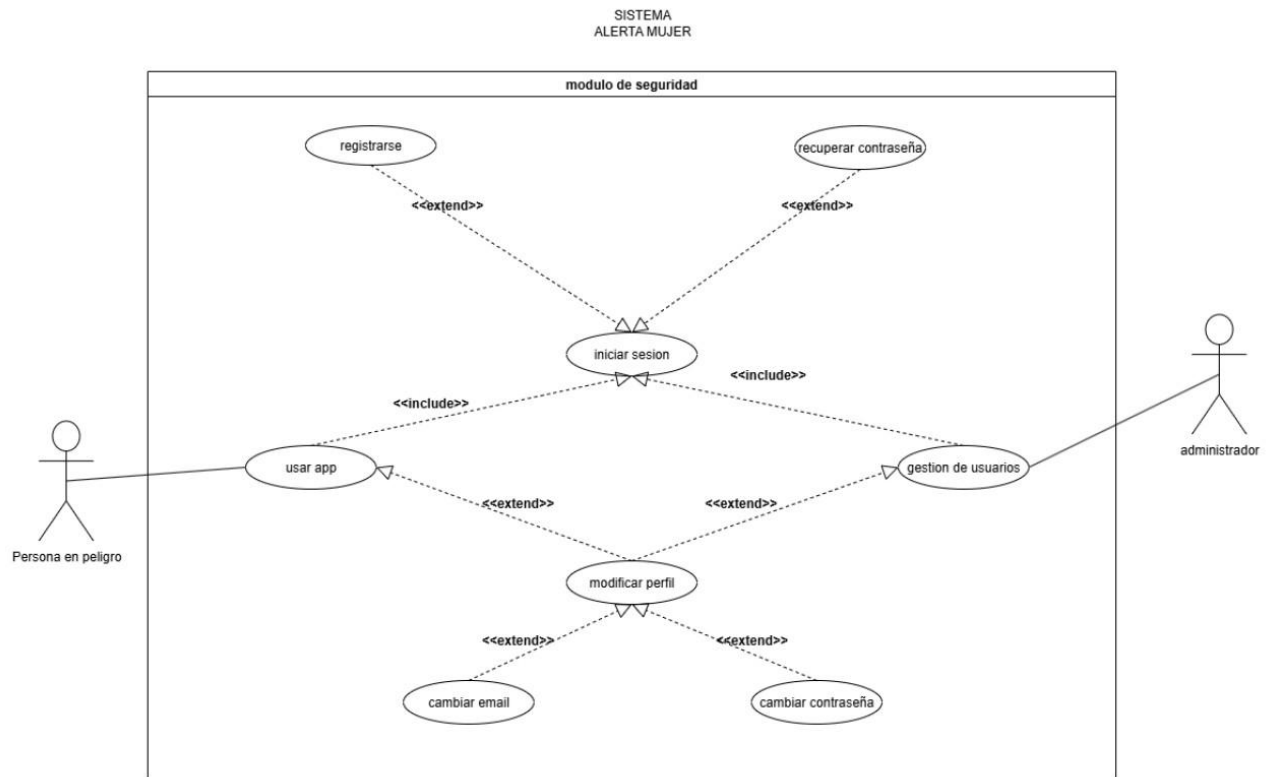 SISTEMA
ALERTA MUJER
modulo de seguridad
registrarse
recuperar contraseña
<<extend>>
<<extend>>
iniciar sesion
<<include>>
<<include>>
administrador
usar app
gestion de usuarios
<<extend>>
<<extend>>
Persona en peligro
modificar perfil
<<extend>>
<<extend>>
cambiar email
cambiar contraseña